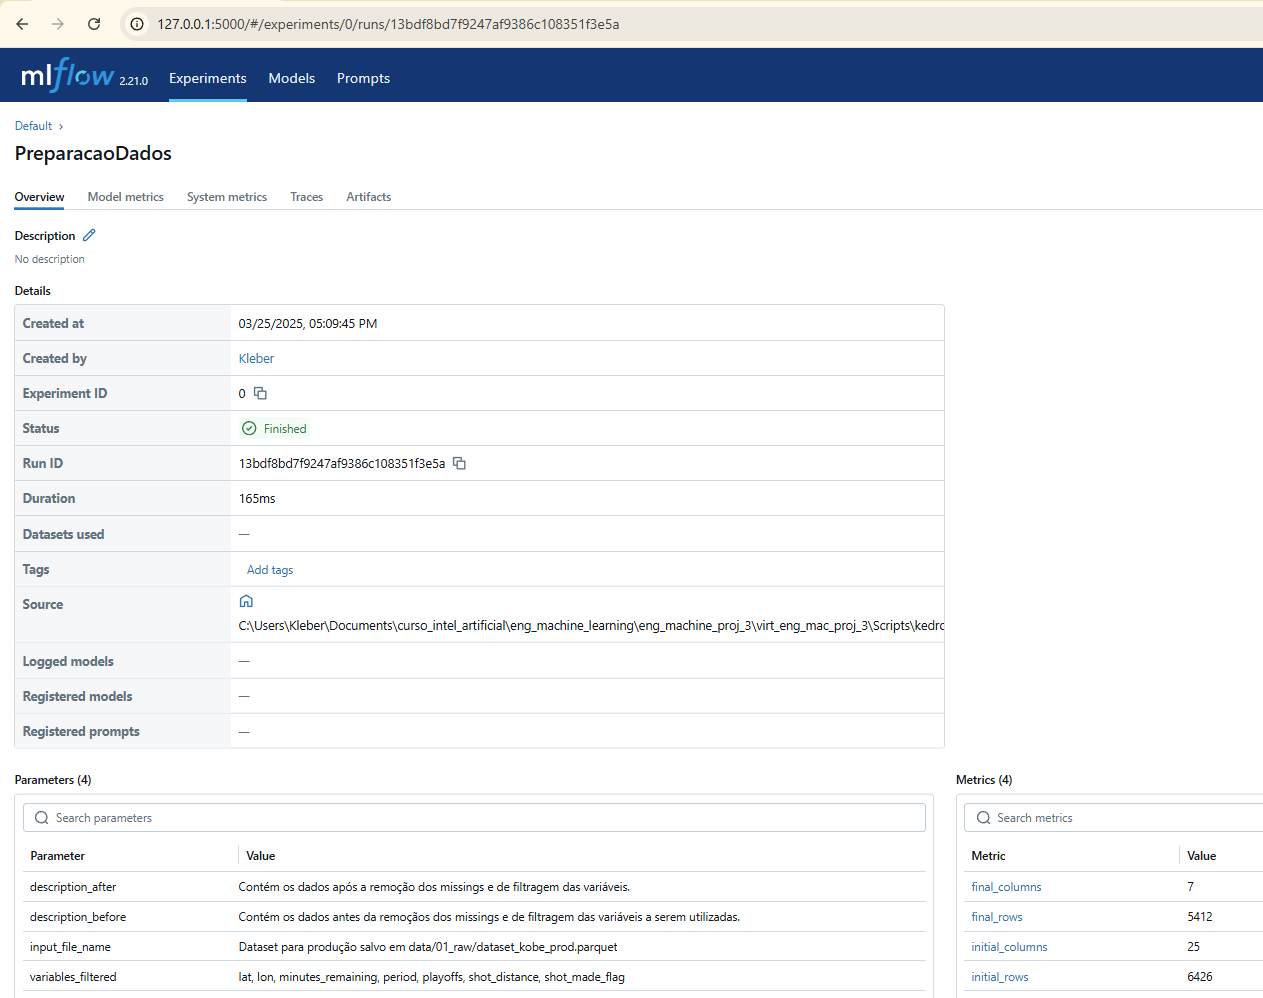 127.0.0.1:5000/#/experiments/0/runs/13bdf8bd7f9247af9386c108351f3e5a
mlflow 2.21.0 Experiments Models Prompts
Default ›
PreparacaoDados
Overview Model metrics System metrics Traces Artifacts
Description
No description
Details
Created at 03/25/2025, 05:09:45 PM
Created by Kleber
Experiment ID 0
Status Finished
Run ID 13bdf8bd7f9247af9386c108351f3e5a
Duration 165ms
Datasets used —
Tags Add tags
Source
C:\Users\Kleber\Documents\curso_intel_artificial\eng_machine_learning\eng_machine_proj_3\virt_eng_mac_proj_3\Scripts\kedro
Logged models —
Registered models —
Registered prompts —
Parameters (4) Metrics (4)
Search parameters Search metrics
Parameter Value Metric Value
description_after Contém os dados após a remoção dos missings e de filtragem das variáveis. final_columns 7
description_before Contém os dados antes da remoçãos dos missings e de filtragem das variáveis a serem utilizadas. final_rows 5412
input_file_name Dataset para produção salvo em data/01_raw/dataset_kobe_prod.parquet initial_columns 25
variables_filtered lat, lon, minutes_remaining, period, playoffs, shot_distance, shot_made_flag initial_rows 6426